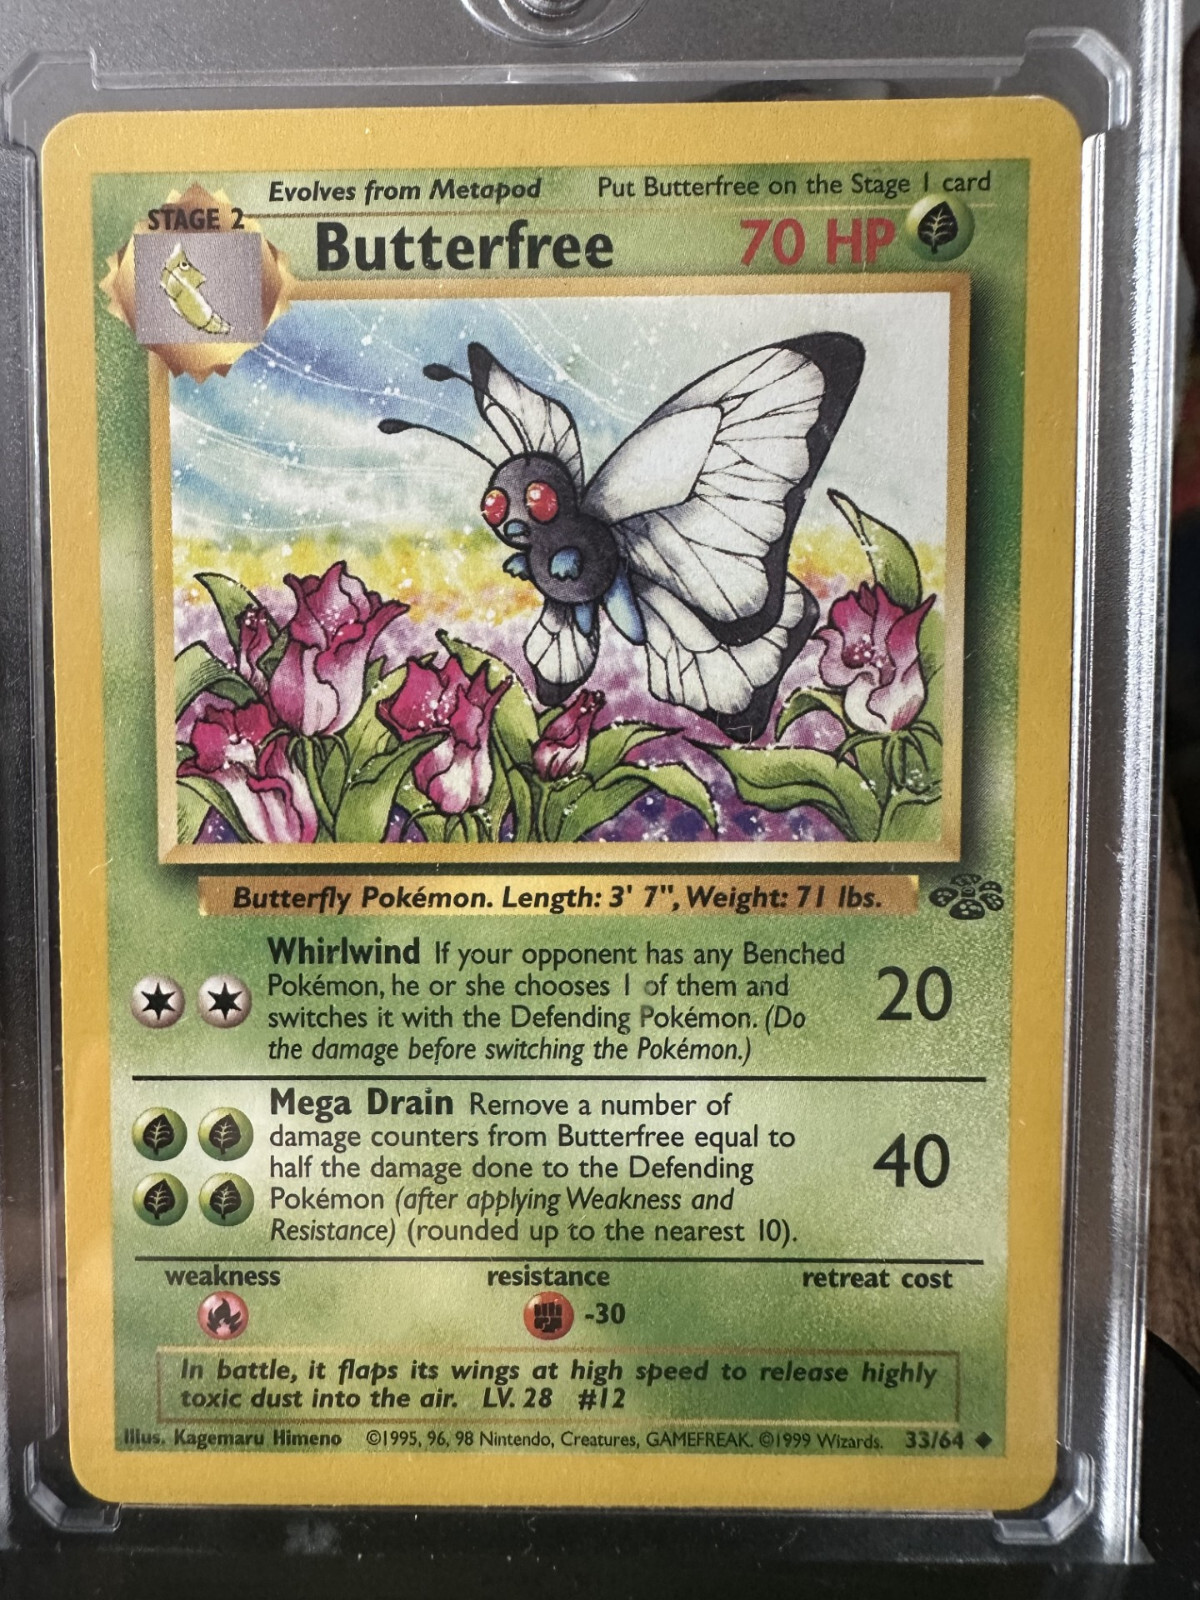 Evolves from Metapod Put Butterfree on the Stage 1 card
STAGE 2
Butterfree 70 HP
Butterfly Pokémon. Length: 3' 7", Weight: 71 lbs.
Whirlwind If your opponent has any Benched
Pokémon, he or she chooses 1 of them and
switches it with the Defending Pokémon. (Do
the damage before switching the Pokémon.)
20
Mega Drain Remove a number of
damage counters from Butterfree equal to
half the damage done to the Defending
Pokémon (after applying Weakness and
Resistance) (rounded up to the nearest 10).
40
weakness resistance retreat cost
-30
In battle, it flaps its wings at high speed to release highly
toxic dust into the air. LV. 28 #12
Illus. Kagemaru Himeno ©1995, 96, 98 Nintendo, Creatures, GAMEFREAK. ©1999 Wizards. 33/64 ◆